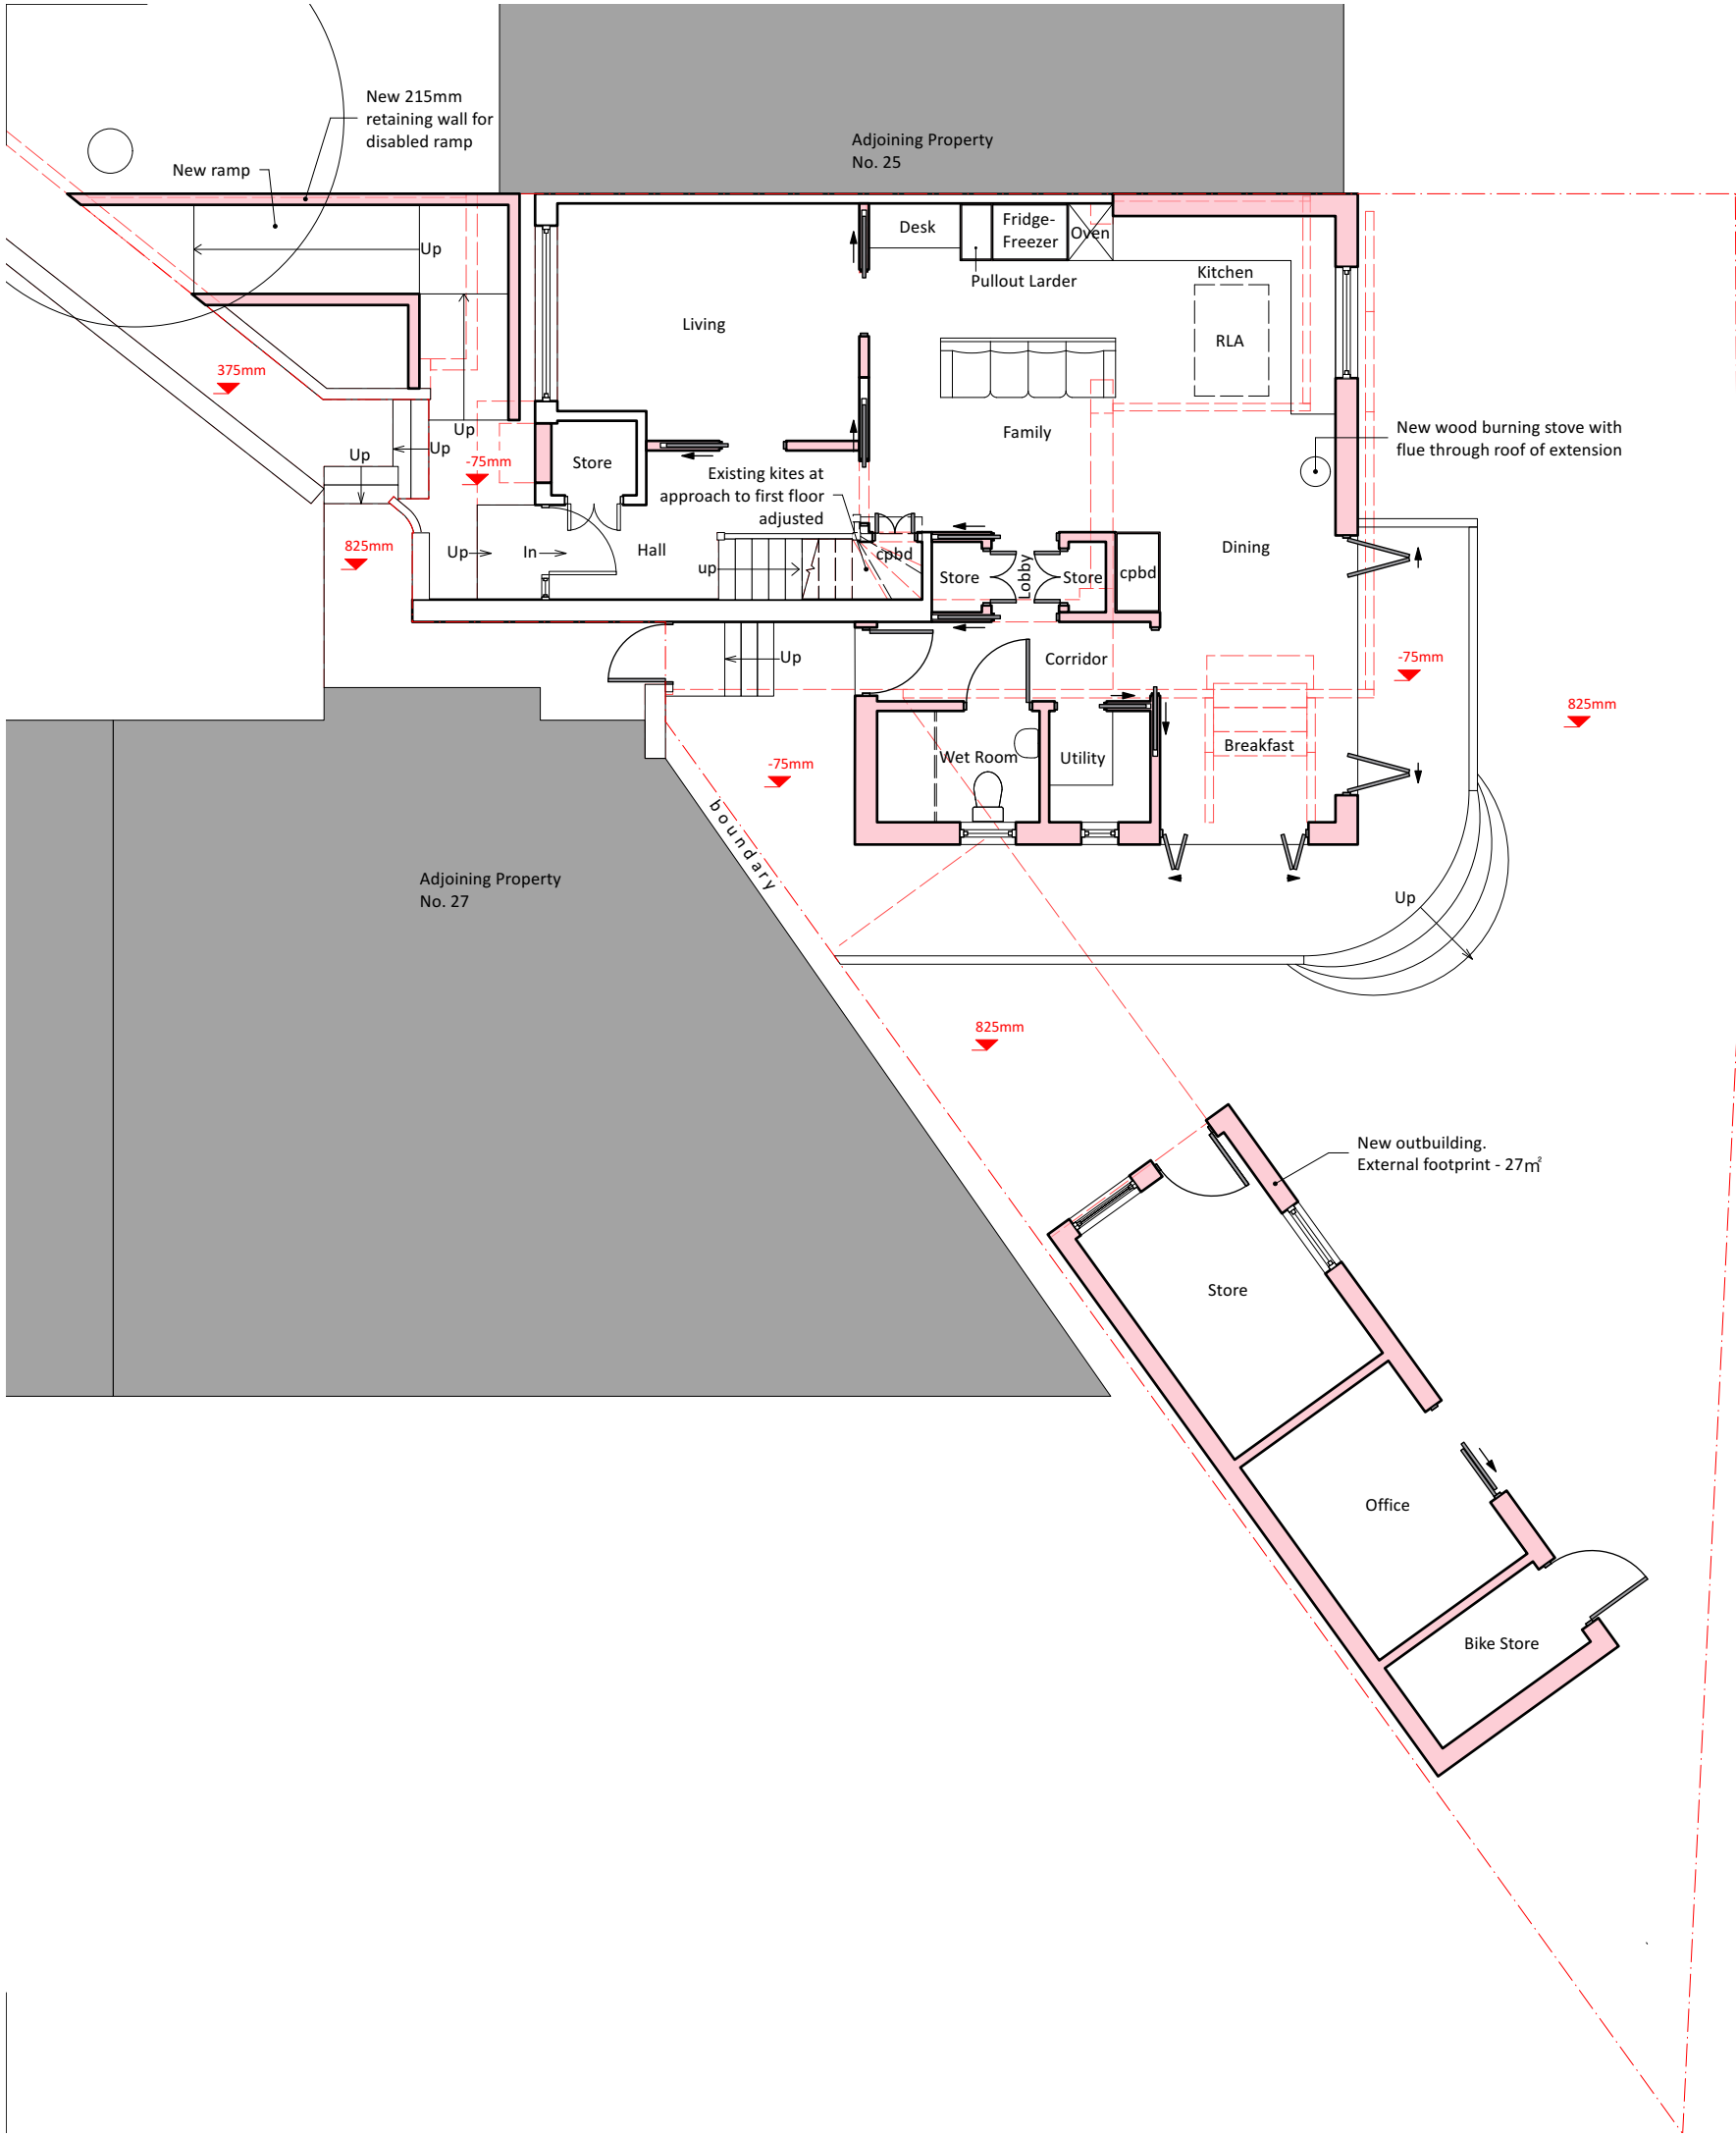 New 215mm
retaining wall for
disabled ramp
New ramp
Adjoining Property
No. 25
Up
Desk
Fridge-
Freezer
Oven
Pullout Larder
Kitchen
RLA
Living
375mm
Up
Up
Up
-75mm
Store
Family
New wood burning stove with
flue through roof of extension
Existing kites at
approach to first floor
adjusted
825mm
Up
In
Hall
up
cpbd
Store
Lobby
Store
cpbd
Dining
Up
Corridor
-75mm
825mm
-75mm
Wet Room
Utility
Breakfast
boundary
Adjoining Property
No. 27
Up
825mm
New outbuilding.
External footprint - 27㎡
Store
Office
Bike Store